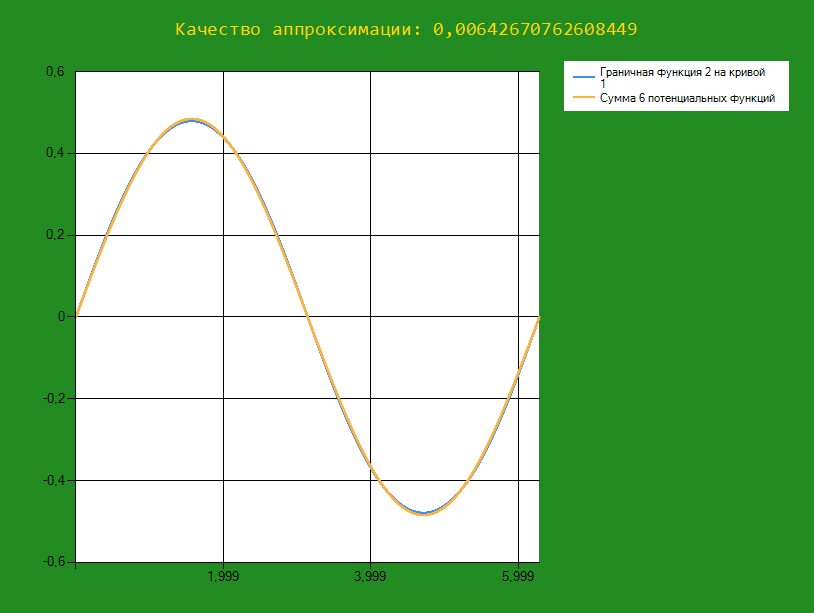 Качество аппроксимации: 0,00642670762608449
Граничная функция 2 на кривой
1
Сумма 6 потенциальных функций
0,6
0,4
0,2
0
-0,2
-0,4
-0,6
1,999 3,999 5,999